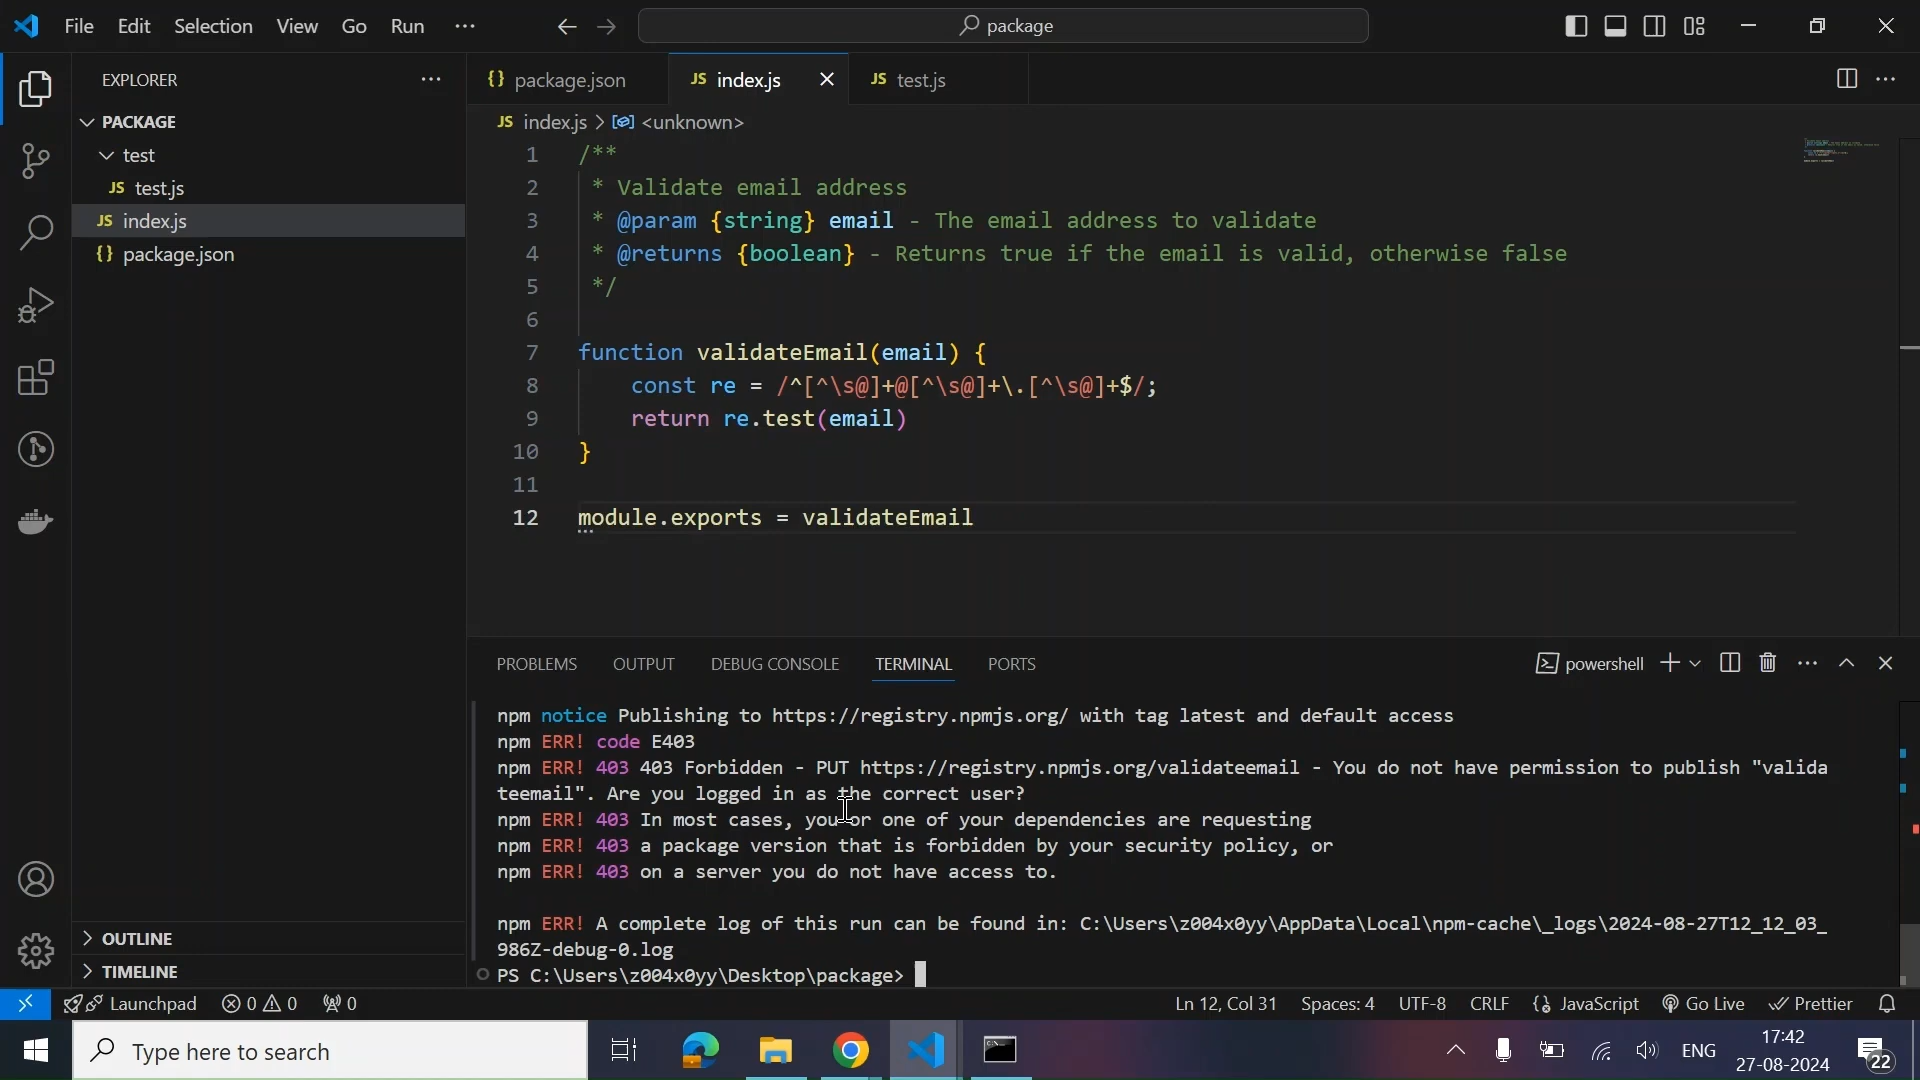 File Edit Selection View Go Run ··· package
EXPLORER ···
PACKAGE
test
JS test.js
JS index.js
{} package.json
OUTLINE
TIMELINE
{} package.json JS index.js JS test.js
JS index.js > <unknown>
1 /**
2 * Validate email address
3 * @param {string} email - The email address to validate
4 * @returns {boolean} - Returns true if the email is valid, otherwise false
5 */
6
7 function validateEmail(email) {
8 const re = /^[^\s@]+@[^\s@]+\.[^\s@]+$/;
9 return re.test(email)
10 }
11
12 module.exports = validateEmail
PROBLEMS OUTPUT DEBUG CONSOLE TERMINAL PORTS powershell
npm notice Publishing to https://registry.npmjs.org/ with tag latest and default access
npm ERR! code E403
npm ERR! 403 403 Forbidden - PUT https://registry.npmjs.org/validateemail - You do not have permission to publish "valida
teemail". Are you logged in as the correct user?
npm ERR! 403 In most cases, you or one of your dependencies are requesting
npm ERR! 403 a package version that is forbidden by your security policy, or
npm ERR! 403 on a server you do not have access to.
npm ERR! A complete log of this run can be found in: C:\Users\z004x0yy\AppData\Local\npm-cache\_logs\2024-08-27T12_12_03_
986Z-debug-0.log
PS C:\Users\z004x0yy\Desktop\package>
Launchpad 0 0 0 Ln 12, Col 31 Spaces: 4 UTF-8 CRLF JavaScript Go Live Prettier
Type here to search
ENG
17:42
27-08-2024
22